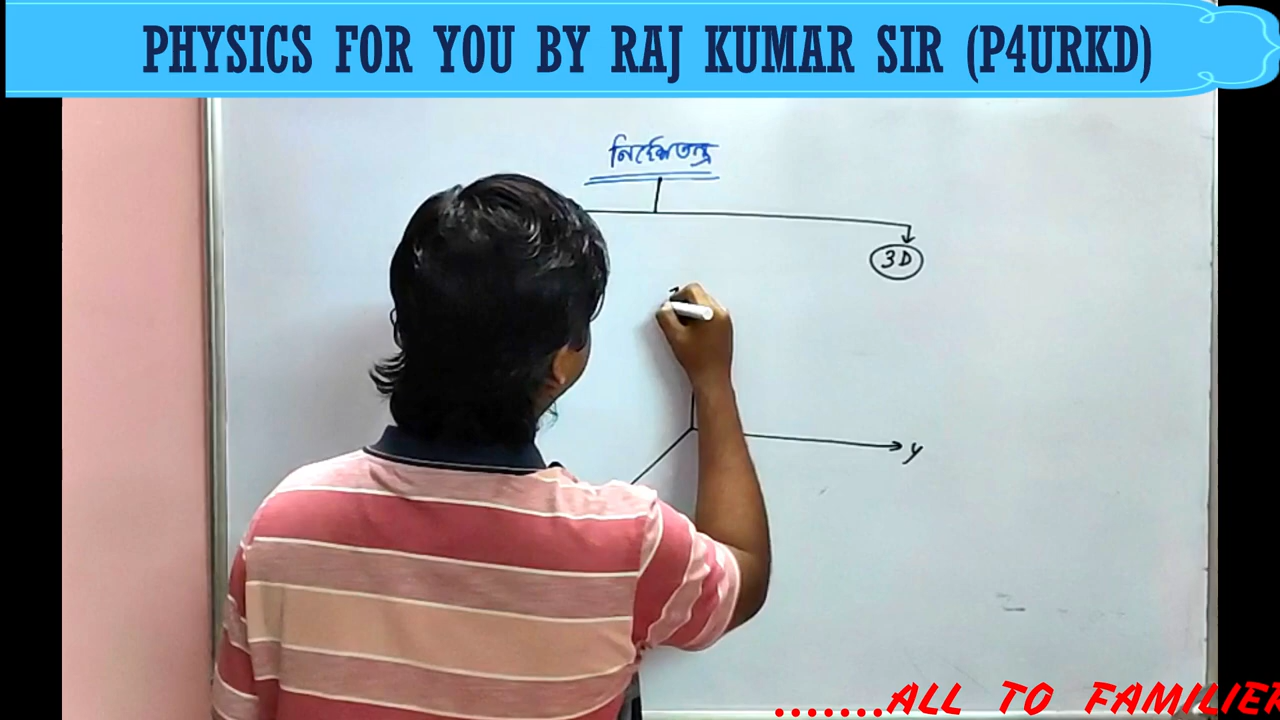 PHYSICS FOR YOU BY RAJ KUMAR SIR (P4URKD)
নির্দেশতন্ত্র
3D
y
.......ALL TO FAMILIER